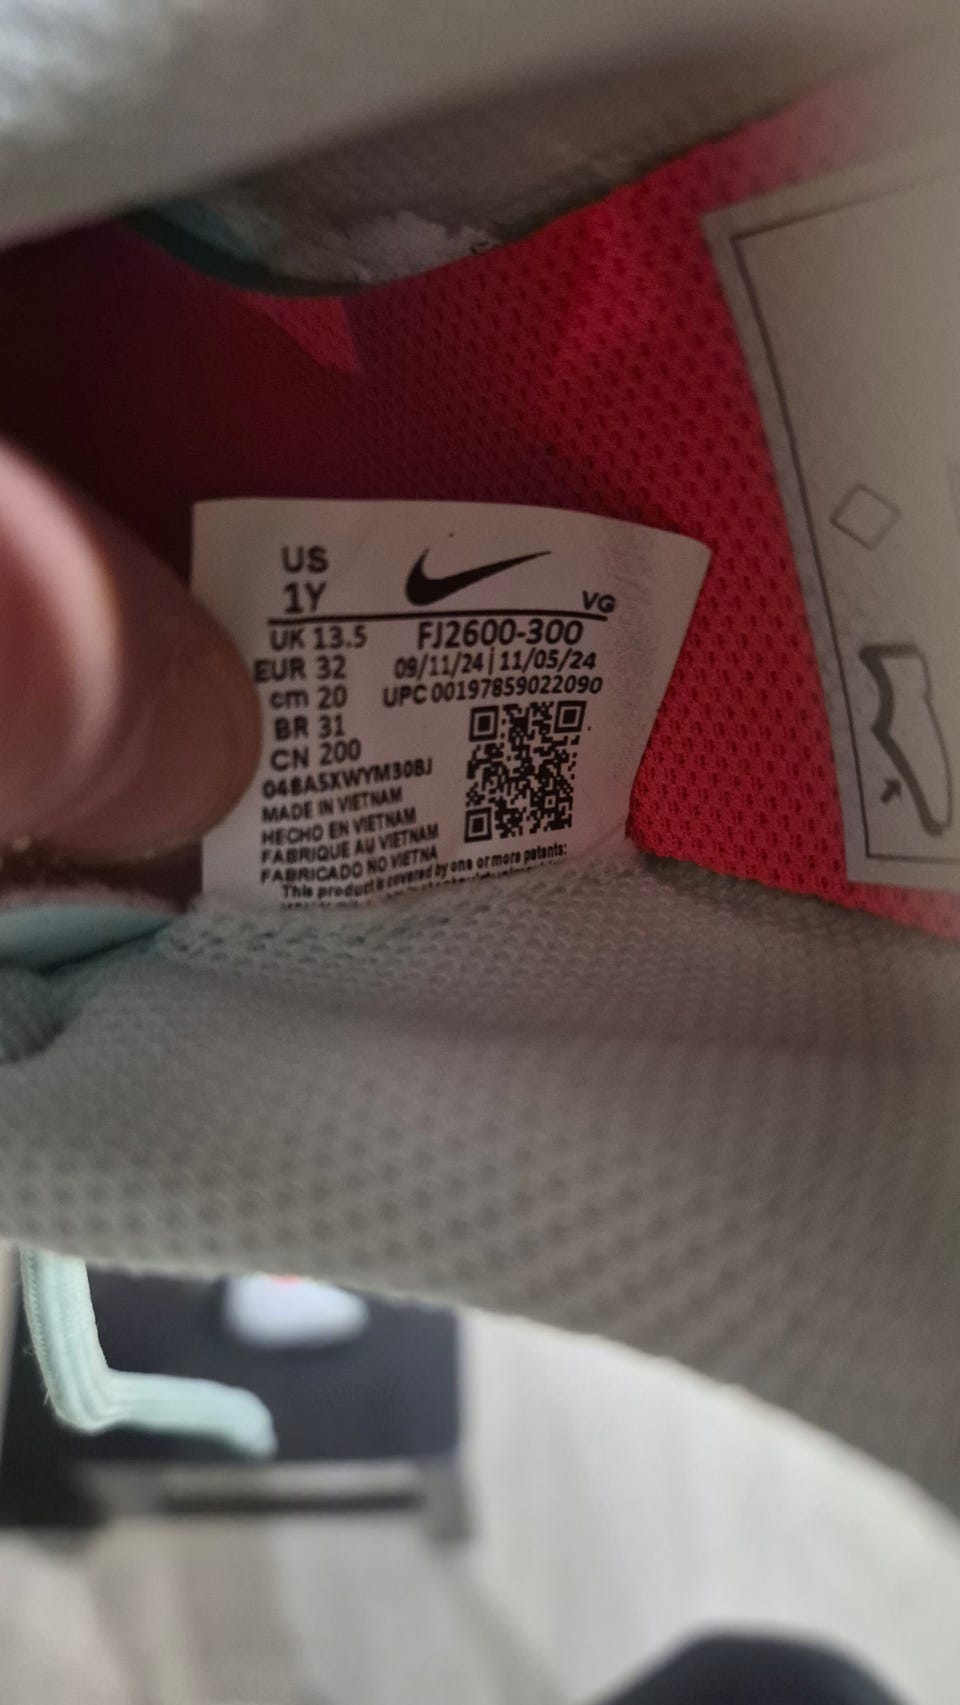 US
1Y
VG
UK 13.5 FJ2600-300
EUR 32 09/11/24 | 11/05/24
cm 20 UPC 00197859022090
BR 31
CN 200
048A5XWYM30BJ
MADE IN VIETNAM
HECHO EN VIETNAM
FABRIQUE AU VIETNAM
FABRICADO NO VIETNA
This product is covered by one or more patents: